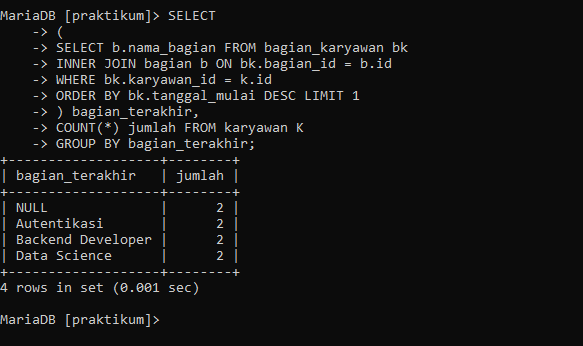 MariaDB [praktikum]> SELECT
    -> (
    -> SELECT b.nama_bagian FROM bagian_karyawan bk
    -> INNER JOIN bagian b ON bk.bagian_id = b.id
    -> WHERE bk.karyawan_id = k.id
    -> ORDER BY bk.tanggal_mulai DESC LIMIT 1
    -> ) bagian_terakhir,
    -> COUNT(*) jumlah FROM karyawan K
    -> GROUP BY bagian_terakhir;
+-------------------+--------+
| bagian_terakhir   | jumlah |
+-------------------+--------+
| NULL              |      2 |
| Autentikasi       |      2 |
| Backend Developer |      2 |
| Data Science      |      2 |
+-------------------+--------+
4 rows in set (0.001 sec)

MariaDB [praktikum]>